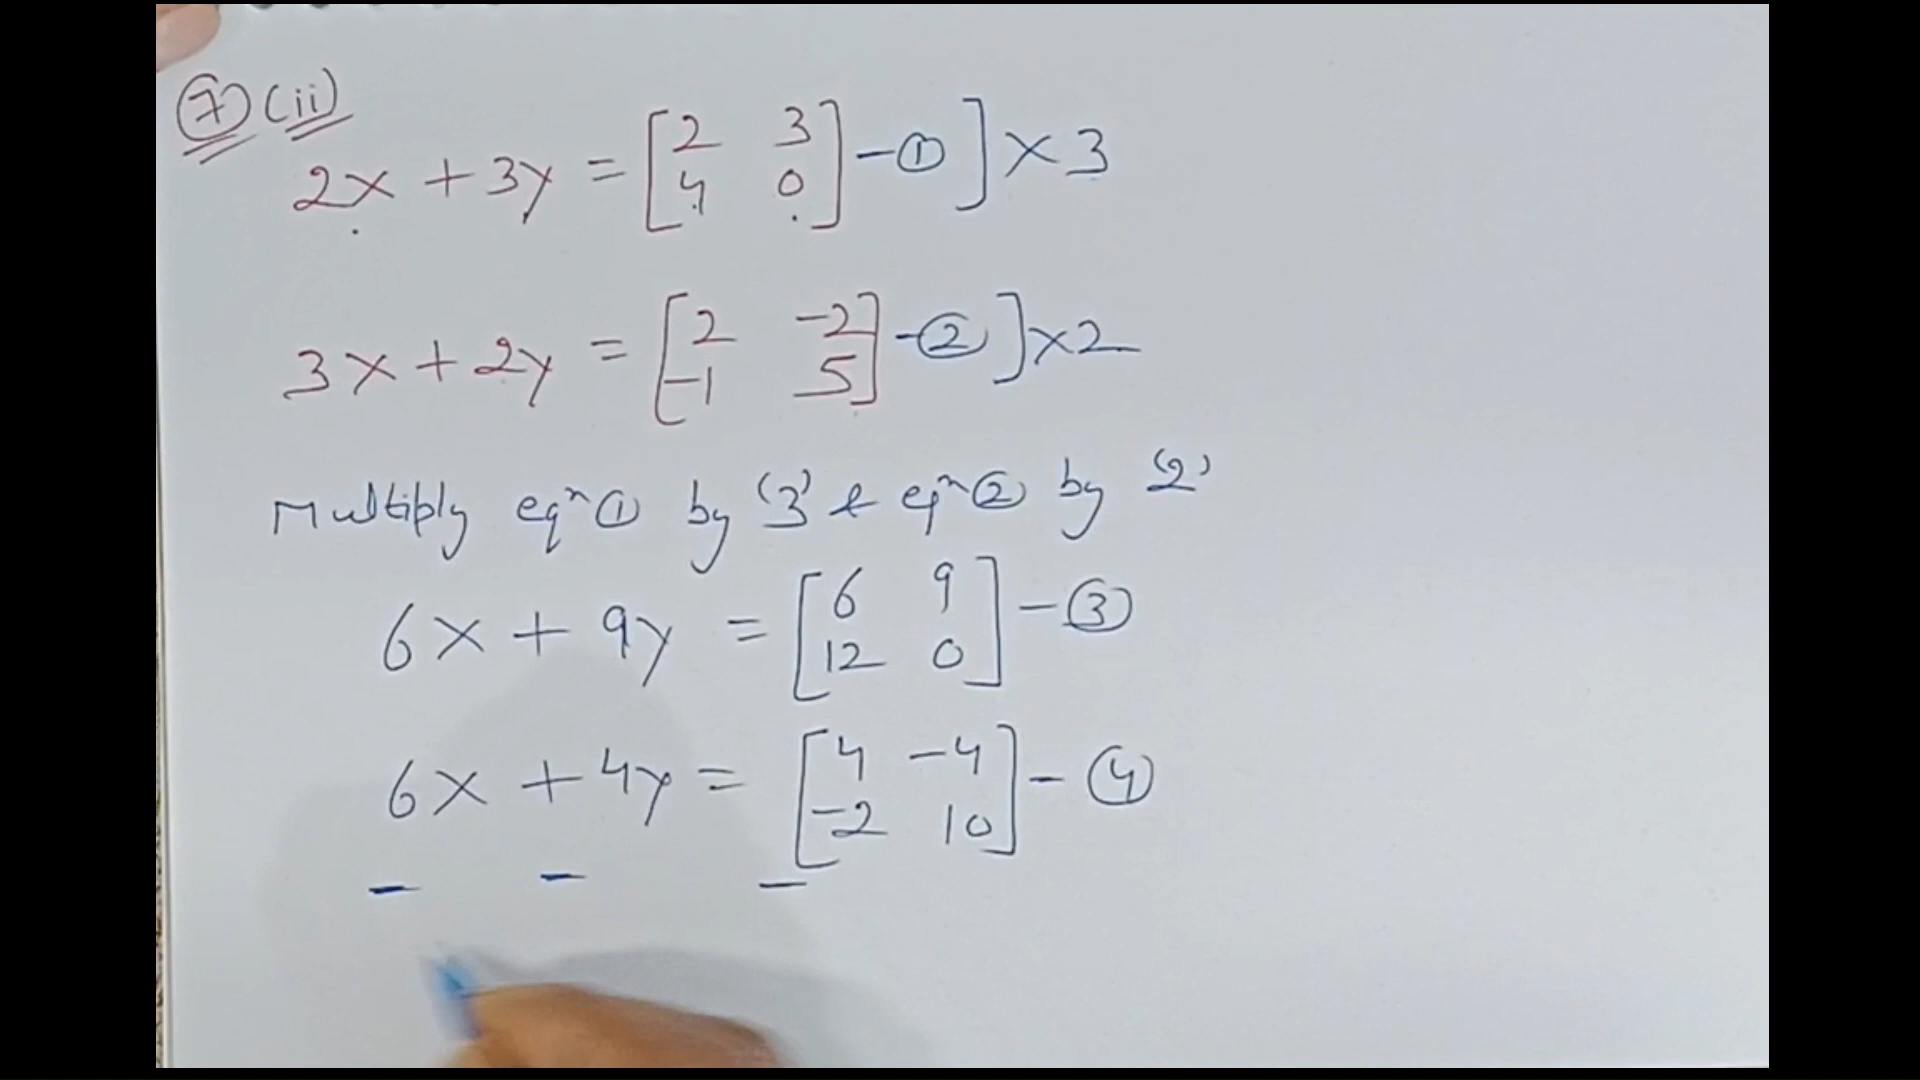 7 (ii)
2x + 3y = [2 3 4 0] - ① ] × 3
3x + 2y = [2 -2 -1 5] - ② ] × 2
Multiply eqⁿ ① by '3' & eqⁿ ② by '2'
6x + 9y = [6 9 12 0] - ③
6x + 4y = [4 -4 -2 10] - ④
- - -